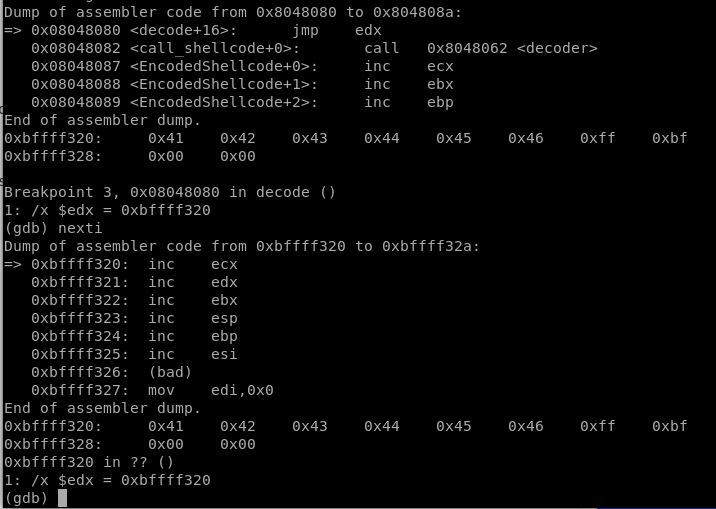 Dump of assembler code from 0x8048080 to 0x804808a:
=> 0x08048080 <decode+16>:      jmp    edx
   0x08048082 <call_shellcode+0>:       call   0x8048062 <decoder>
   0x08048087 <EncodedShellcode+0>:     inc    ecx
   0x08048088 <EncodedShellcode+1>:     inc    ebx
   0x08048089 <EncodedShellcode+2>:     inc    ebp
End of assembler dump.
0xbffff320:     0x41    0x42    0x43    0x44    0x45    0x46    0xff    0xbf
0xbffff328:     0x00    0x00
Breakpoint 3, 0x08048080 in decode ()
1: /x $edx = 0xbffff320
(gdb) nexti
Dump of assembler code from 0xbffff320 to 0xbffff32a:
=> 0xbffff320:  inc    ecx
   0xbffff321:  inc    edx
   0xbffff322:  inc    ebx
   0xbffff323:  inc    esp
   0xbffff324:  inc    ebp
   0xbffff325:  inc    esi
   0xbffff326:  (bad)
   0xbffff327:  mov    edi,0x0
End of assembler dump.
0xbffff320:     0x41    0x42    0x43    0x44    0x45    0x46    0xff    0xbf
0xbffff328:     0x00    0x00
0xbffff320 in ?? ()
1: /x $edx = 0xbffff320
(gdb)